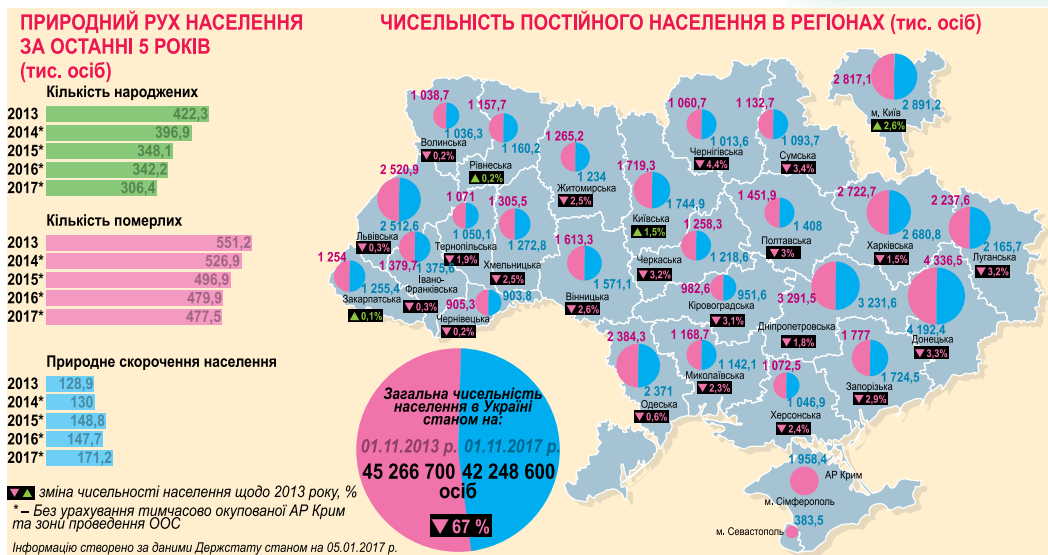 ПРИРОДНИЙ РУХ НАСЕЛЕННЯ
ЗА ОСТАННІ 5 РОКІВ
(тис. осіб)
Кількість народжених
2013 422,3
2014* 396,9
2015* 348,1
2016* 342,2
2017* 306,4
Кількість померлих
2013 551,2
2014* 526,9
2015* 496,9
2016* 479,9
2017* 477,5
Природне скорочення населення
2013 128,9
2014* 130
2015* 148,8
2016* 147,7
2017* 171,2
▼▲ зміна чисельності населення щодо 2013 року, %
* – Без урахування тимчасово окупованої АР Крим
та зони проведення ООС
Інформацію створено за даними Держстату станом на 05.01.2017 р.
ЧИСЕЛЬНІСТЬ ПОСТІЙНОГО НАСЕЛЕННЯ В РЕГІОНАХ (тис. осіб)
1 038,7
1 036,3
Волинська
▼0,2%
1 157,7
1 160,2
Рівнеська
▲0,2%
1 265,2
1 234
Житомирська
▼2,5%
1 719,3
1 744,9
Київська
▲1,5%
1 060,7
1 013,6
Чернігівська
▼4,4%
1 132,7
1 093,7
Сумська
▼3,4%
2 817,1
2 891,2
м. Київ
▲2,6%
2 520,9
2 512,6
Львівська
▼0,3%
1 071
1 050,1
Тернопільська
▼1,9%
1 305,5
1 272,8
Хмельницька
▼2,5%
1 613,3
1 571,1
Вінницька
▼2,6%
1 258,3
1 218,6
Черкаська
▼3,2%
1 451,9
1 408
Полтавська
▼3%
2 722,7
2 680,8
Харківська
▼1,5%
2 237,6
2 165,7
Луганська
▼3,2%
1 254
1 255,4
Закарпатська
▲0,1%
1 379,7
1 375,6
Івано-
Франківська
▼0,3%
905,3
903,8
Чернівецька
▼0,2%
982,6
951,6
Кіровоградська
▼3,1%
3 291,5
3 231,6
Дніпропетровська
▼1,8%
4 336,5
4 192,4
Донецька
▼3,3%
2 384,3
2 371
Одеська
▼0,6%
1 168,7
1 142,1
Миколаївська
▼2,3%
1 072,5
1 046,9
Херсонська
▼2,4%
1 777
1 724,5
Запорізька
▼2,9%
1 958,4
АР Крим
м. Сімферополь
383,5
м. Севастополь
Загальна чисельність
населення в Україні
станом на:
01.11.2013 р. 01.11.2017 р.
45 266 700 42 248 600
осіб
▼67 %